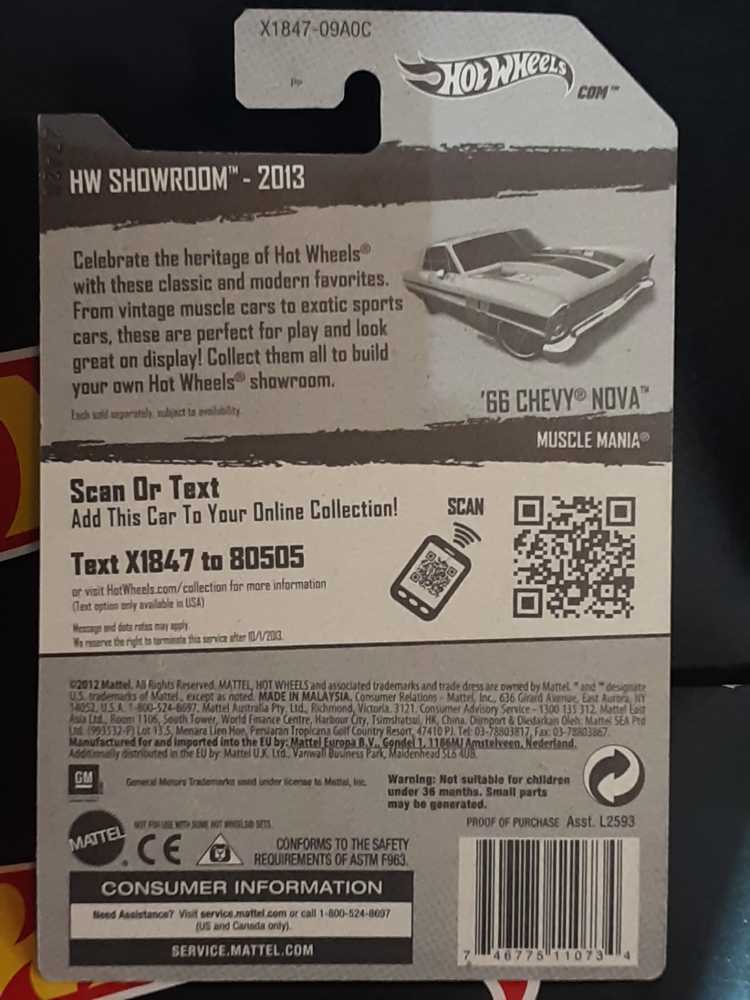 X1847-09A0C
HOT WHEELS
.COM™
HW SHOWROOM™ - 2013
Celebrate the heritage of Hot Wheels®
with these classic and modern favorites.
From vintage muscle cars to exotic sports
cars, these are perfect for play and look
great on display! Collect them all to build
your own Hot Wheels® showroom.
Each sold separately, subject to availability.
'66 CHEVY® NOVA™
MUSCLE MANIA®
Scan Or Text
Add This Car To Your Online Collection!
Text X1847 to 80505
or visit HotWheels.com/collection for more information
(Text option only available in USA)
Message and data rates may apply.
We reserve the right to terminate this service after 10/1/2013.
SCAN
©2012 Mattel. All Rights Reserved. MATTEL, HOT WHEELS and associated trademarks and trade dress are owned by Mattel. ® and ™ designate
U.S. trademarks of Mattel, except as noted. MADE IN MALAYSIA. Consumer Relations - Mattel, Inc., 636 Girard Avenue, East Aurora, NY
14052, U.S.A. 1-800-524-8697. Mattel Australia Pty. Ltd., Richmond, Victoria. 3121. Consumer Advisory Service - 1300 135 312. Mattel East
Asia Ltd., Room 1106, South Tower, World Finance Centre, Harbour City, Tsimshatsui, HK, China. Diimport & Diedarkan Oleh: Mattel SEA Ptd
Ltd. (993532-P) Lot 13.5, Menara Lien Hoe, Persiaran Tropicana Golf Country Resort, 47410 PJ. Tel: 03-78803817, Fax: 03-78803867.
Manufactured for and imported into the EU by: Mattel Europa B.V., Gondel 1, 1186MJ Amstelveen, Nederland.
Additionally distributed in the EU by: Mattel U.K. Ltd., Vanwall Business Park, Maidenhead SL6 4UB.
GM
General Motors Trademarks used under license to Mattel, Inc.
Warning: Not suitable for children
under 36 months. Small parts
may be generated.
MATTEL
NOT FOR USE WITH SOME HOT WHEELS® SETS.
CE
CONFORMS TO THE SAFETY
REQUIREMENTS OF ASTM F963.
PROOF OF PURCHASE Asst. L2593
CONSUMER INFORMATION
Need Assistance? Visit service.mattel.com or call 1-800-524-8697
(US and Canada only).
SERVICE.MATTEL.COM
7 46775 11073 4